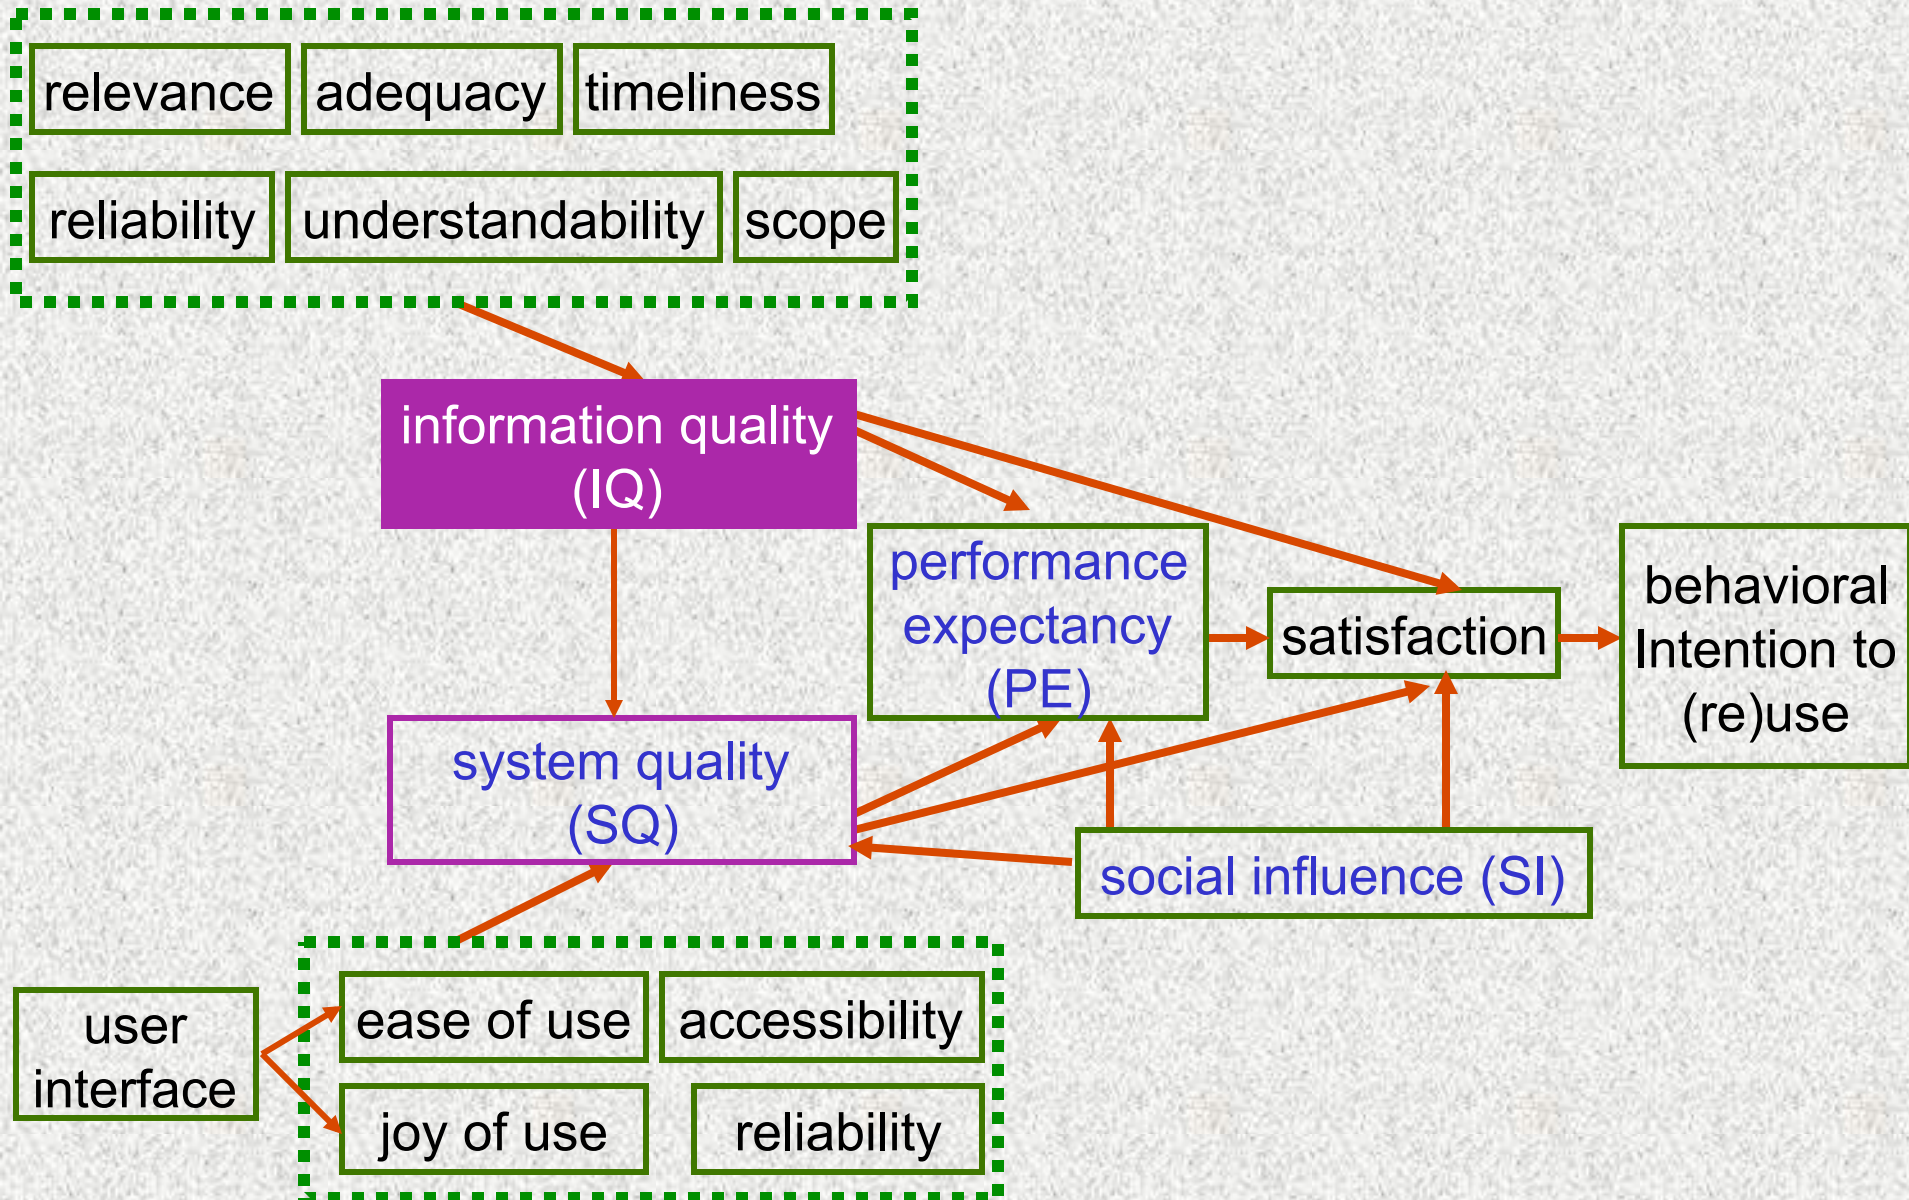 relevance
adequacy
timeliness
reliability
understandability
scope
information quality
(IQ)
performance
expectancy
(PE)
satisfaction
behavioral
Intention to
(re)use
system quality
(SQ)
social influence (SI)
user
interface
ease of use
accessibility
joy of use
reliability